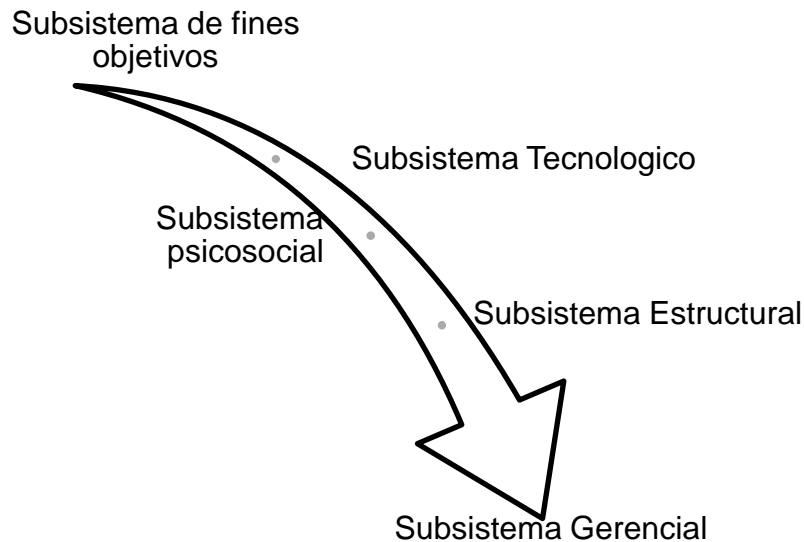 Subsistema de fines
objetivos
Subsistema Tecnologico
Subsistema
psicosocial
Subsistema Estructural
Subsistema Gerencial